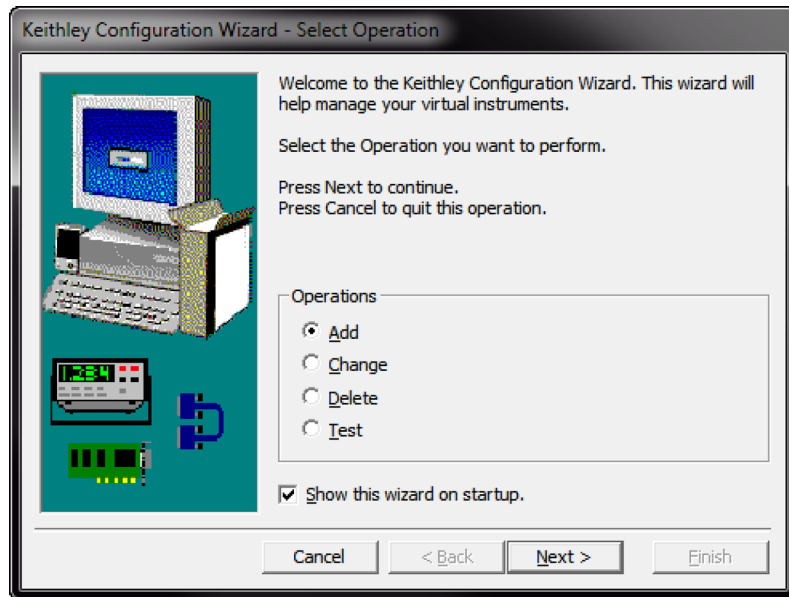 Keithley Configuration Wizard - Select Operation
Welcome to the Keithley Configuration Wizard. This wizard will
help manage your virtual instruments.
Select the Operation you want to perform.
Press Next to continue.
Press Cancel to quit this operation.
Operations
Add
Change
Delete
Test
1.234
Show this wizard on startup.
Cancel
< Back
Next >
Finish